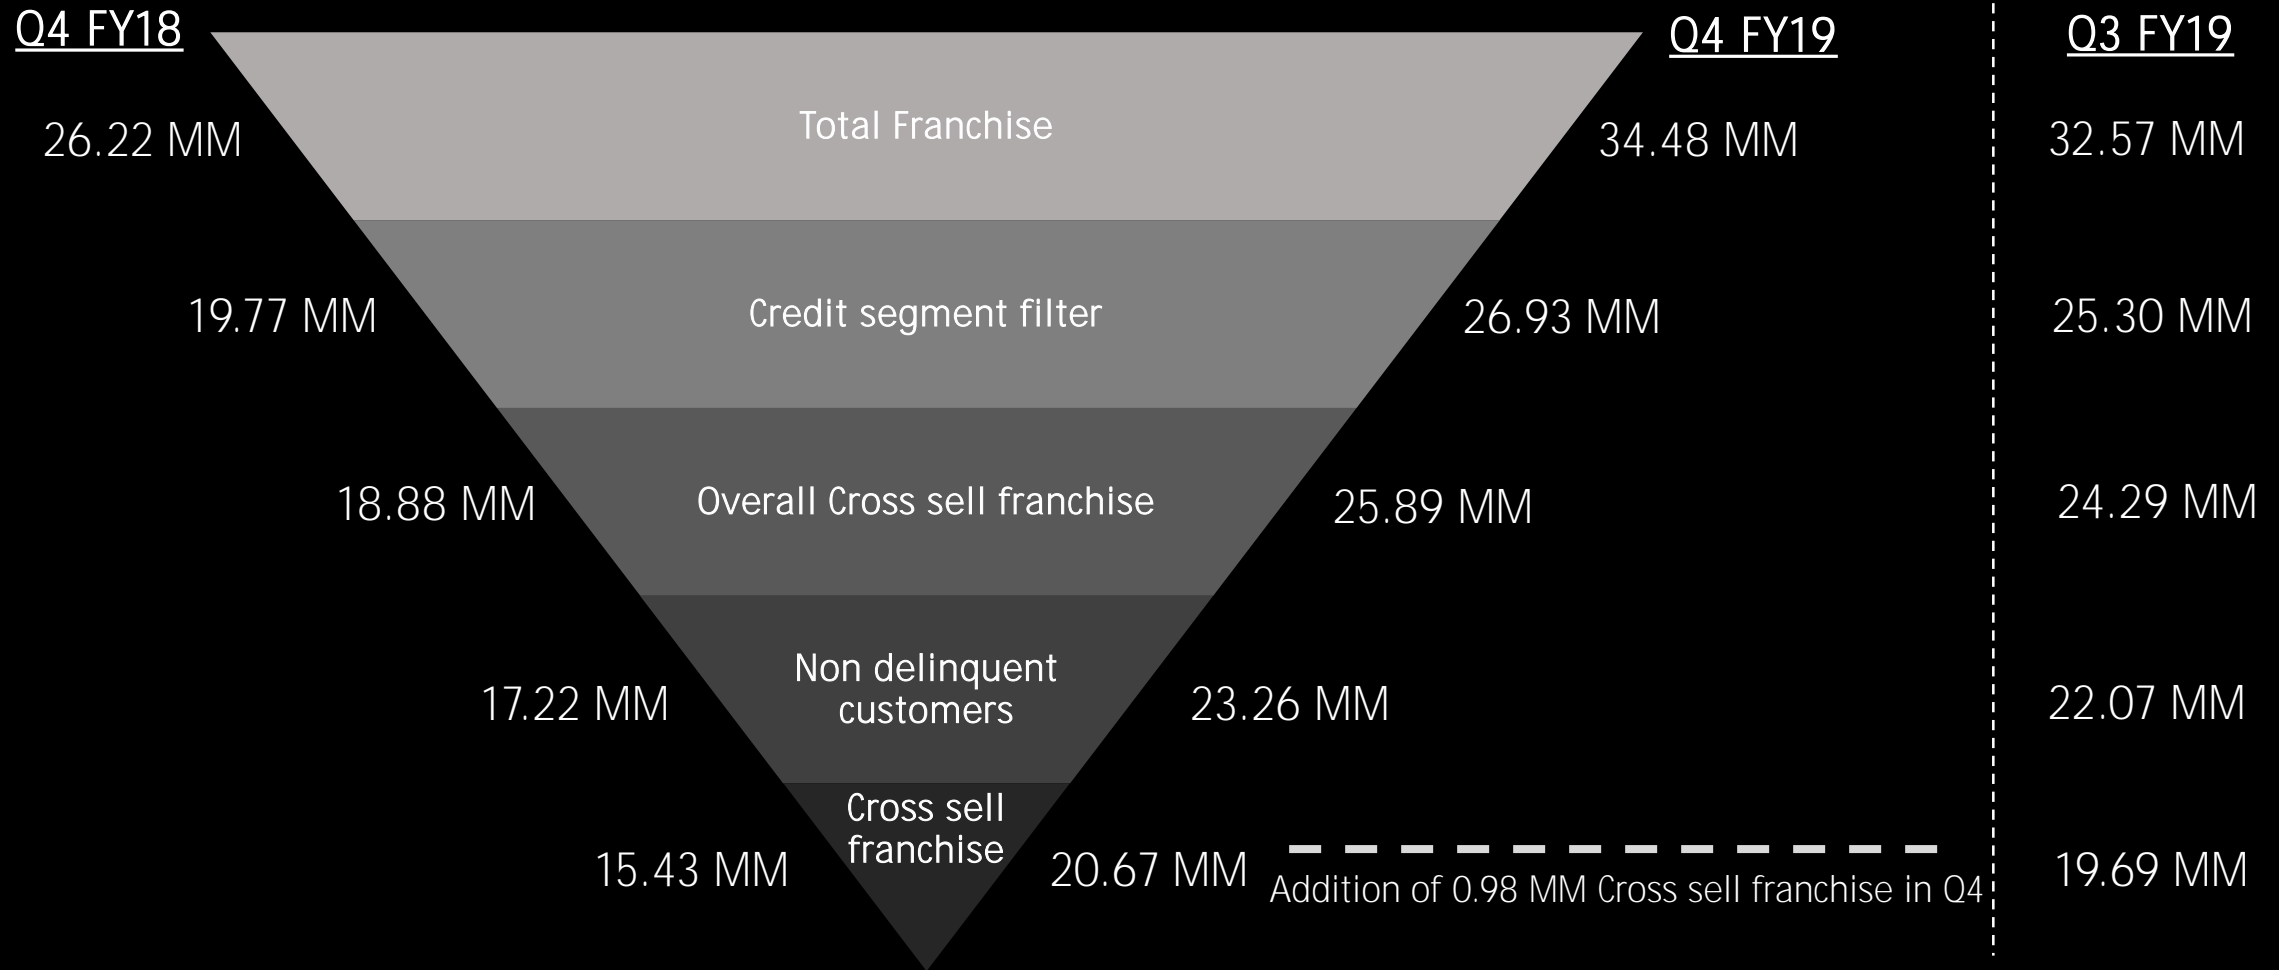 Q4 FY18
Q4 FY19
Q3 FY19
26.22 MM
Total Franchise
34.48 MM
32.57 MM
19.77 MM
Credit segment filter
26.93 MM
25.30 MM
18.88 MM
Overall Cross sell franchise
25.89 MM
24.29 MM
17.22 MM
Non delinquent
customers
23.26 MM
22.07 MM
15.43 MM
Cross sell
franchise
20.67 MM
Addition of 0.98 MM Cross sell franchise in Q4
19.69 MM